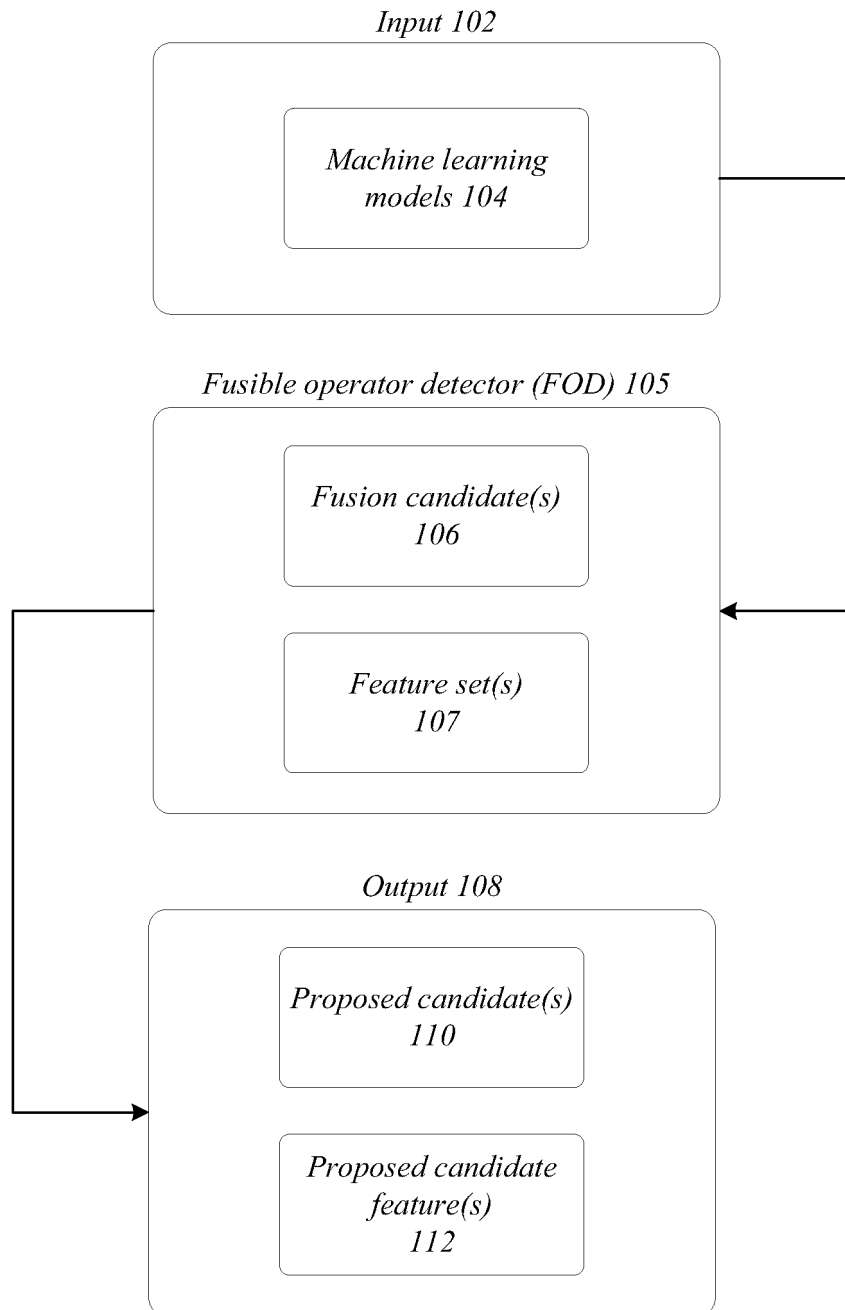 Input 102
Machine learning
models 104
Fusible operator detector (FOD) 105
Fusion candidate(s)
106
Feature set(s)
107
Output 108
Proposed candidate(s)
110
Proposed candidate
feature(s)
112